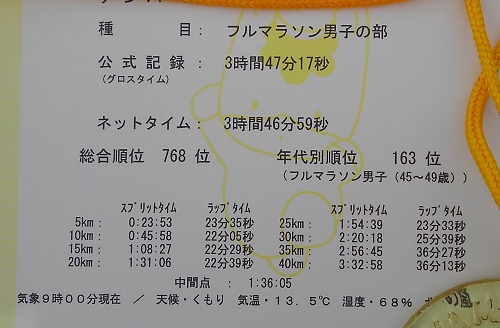 種 目： フルマラソン男子の部
公式記録： 3時間47分17秒
（グロスタイム）
ネットタイム： 3時間46分59秒
総合順位 768 位 年代別順位 163 位
（フルマラソン男子（45～49歳））
ｽﾌﾟﾘｯﾄﾀｲﾑ ﾗｯﾌﾟﾀｲﾑ ｽﾌﾟﾘｯﾄﾀｲﾑ ﾗｯﾌﾟﾀｲﾑ
5km： 0:23:53 23分35秒 25km： 1:54:39 23分33秒
10km： 0:45:58 22分05秒 30km： 2:20:18 25分39秒
15km： 1:08:27 22分29秒 35km： 2:56:45 36分27秒
20km： 1:31:06 22分39秒 40km： 3:32:58 36分13秒
中間点 ： 1:36:05
気象9時00分現在 ／ 天候・くもり 気温・13.5℃ 湿度・68％